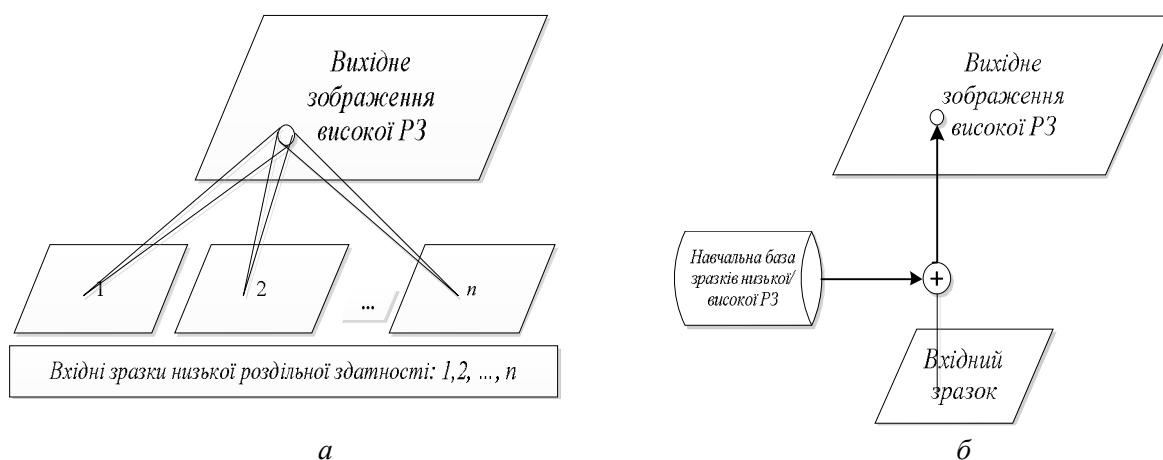 Вихідне
зображення
високої РЗ
1
2
...
n
Вхідні зразки низької роздільної здатності: 1,2, ..., n
а
Вихідне
зображення
високої РЗ
Навчальна база
зразків низької/
високої РЗ
+
Вхідний
зразок
б